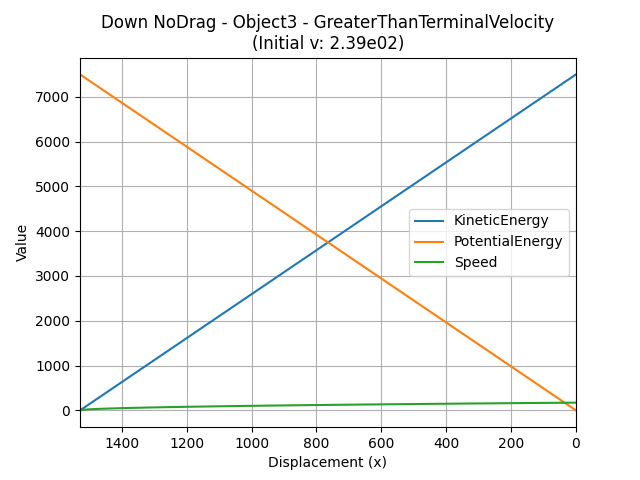 Down NoDrag - Object3 - GreaterThanTerminalVelocity
(Initial v: 2.39e02)
7000
6000
5000
4000
3000
2000
1000
0
Value
KineticEnergy
PotentialEnergy
Speed
1400 1200 1000 800 600 400 200 0
Displacement (x)